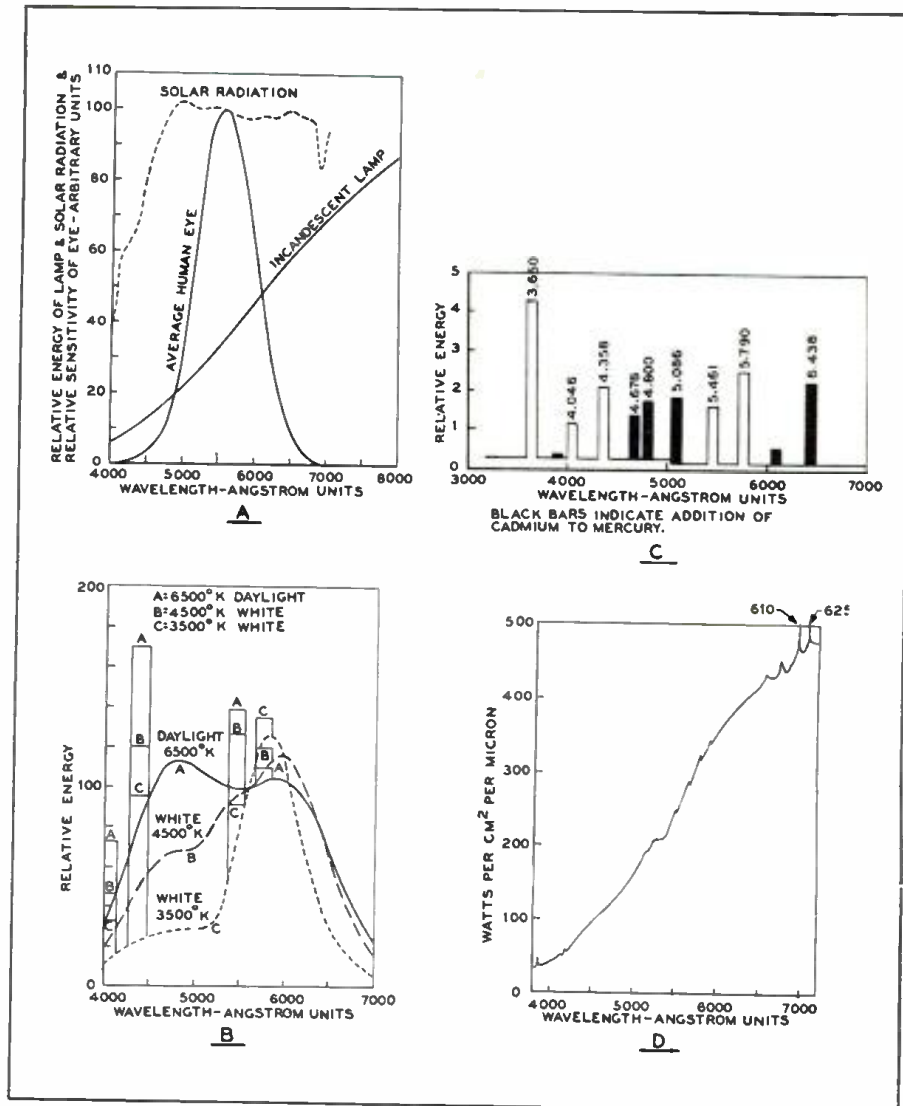 RELATIVE ENERGY OF LAMP & SOLAR RADIATION &
RELATIVE SENSITIVITY OF EYE-ARBITRARY UNITS
110
100
80
60
40
20
0
SOLAR RADIATION
AVERAGE HUMAN EYE
INCANDESCENT LAMP
4000 5000 6000 7000 8000
WAVELENGTH-ANGSTROM UNITS
A
RELATIVE ENERGY
5
4
3
2
1
0
3.650
4.046
4.358
4.678
4.800
5.086
5.461
5.790
6.438
3000 4000 5000 6000 7000
WAVELENGTH-ANGSTROM UNITS
BLACK BARS INDICATE ADDITION OF
CADMIUM TO MERCURY.
C
RELATIVE ENERGY
200
100
0
A=6500°K DAYLIGHT
B=4500°K WHITE
C=3500°K WHITE
A
B
C
A
B
C
A
B
C
C
B
A
DAYLIGHT
6500°K
A
WHITE
4500°K
B
WHITE
3500°K
C
4000 5000 6000 7000
WAVELENGTH-ANGSTROM UNITS
B
WATTS PER CM² PER MICRON
610 625
500
400
300
200
100
0
4000 5000 6000 7000
WAVELENGTH-ANGSTROM UNITS
D